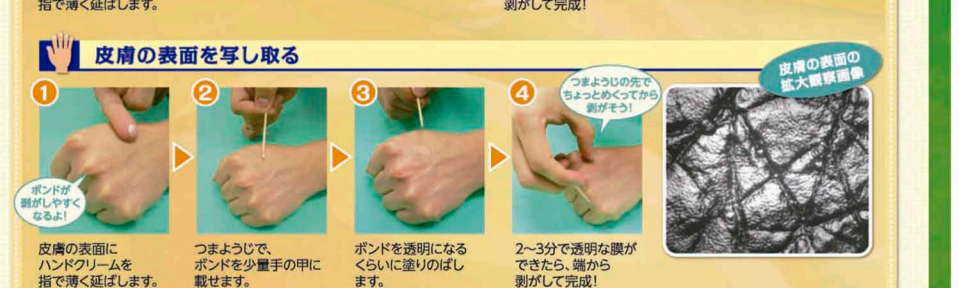 指で薄く延ばします。
剥がして完成!
皮膚の表面を写し取る
皮膚の表面の
拡大観察画像
1
2
3
4
つまようじの先で
ちょっとめくってから
剥がそう!
ボンドが
剥がしやすく
なるよ!
皮膚の表面に
ハンドクリームを
指で薄く延ばします。
つまようじで、
ボンドを少量手の甲に
載せます。
ボンドを透明になる
くらいに塗りのばし
ます。
2〜3分で透明な膜が
できたら、端から
剥がして完成!